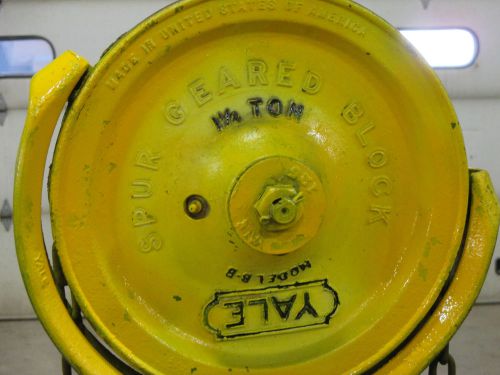 MADE IN UNITED STATES OF AMERICA
SPUR GEARED BLOCK
1½ TON
MODEL B-B
YALE